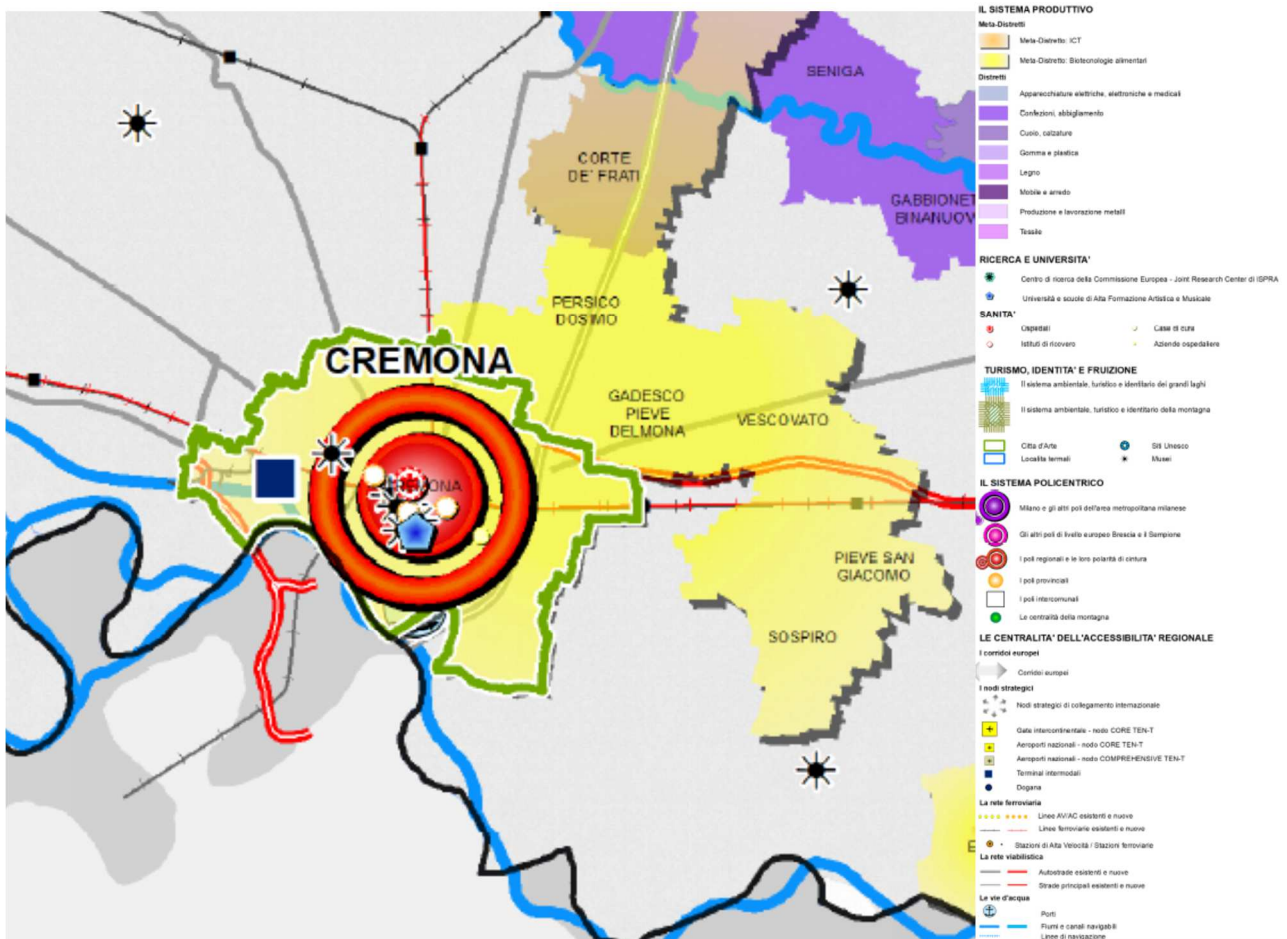 SENIGA
CORTE
DE' FRATI
GABBIONET
BINANUOV
PERSICO
DOSIMO
CREMONA
GADESCO
PIEVE
DELMONA
VESCOVATO
CREMONA
PIEVE SAN
GIACOMO
SOSPIRO
IL SISTEMA PRODUTTIVO
Meta-Distretti
Meta-Distretto: ICT
Meta-Distretto: Biotecnologie alimentari
Distretti
Apparecchiature elettriche, elettroniche e medicali
Confezioni, abbigliamento
Cuoio, calzature
Gomma e plastica
Legno
Mobile e arredo
Produzione e lavorazione metalli
Tessile
RICERCA E UNIVERSITA'
Centro di ricerca della Commissione Europea - Joint Research Center di ISPRA
Università e scuole di Alta Formazione Artistica e Musicale
SANITA'
Ospedali Case di cura
Istituti di ricovero Aziende ospedaliere
TURISMO, IDENTITA' E FRUIZIONE
Il sistema ambientale, turistico e identitario dei grandi laghi
Il sistema ambientale, turistico e identitario della montagna
Citta d'Arte Siti Unesco
Localita termali Musei
IL SISTEMA POLICENTRICO
Milano e gli altri poli dell'area metropolitana milanese
Gli altri poli di livello europeo Brescia e il Sempione
I poli regionali e le loro polarità di cintura
I poli provinciali
I poli intercomunali
Le centralità della montagna
LE CENTRALITA' DELL'ACCESSIBILITA' REGIONALE
I corridoi europei
Corridoi europei
I nodi strategici
Nodi strategici di collegamento internazionale
Gate intercontinentale - nodo CORE TEN-T
Aeroporti nazionali - nodo CORE TEN-T
Aeroporti nazionali - nodo COMPREHENSIVE TEN-T
Terminal intermodali
Dogana
La rete ferroviaria
Linee AV/AC esistenti e nuove
Linee ferroviarie esistenti e nuove
Stazioni di Alta Velocità / Stazioni ferroviarie
La rete viabilistica
Autostrade esistenti e nuove
Strade principali esistenti e nuove
Le vie d'acqua
Porti
Fiumi e canali navigabili
Linee di navigazione